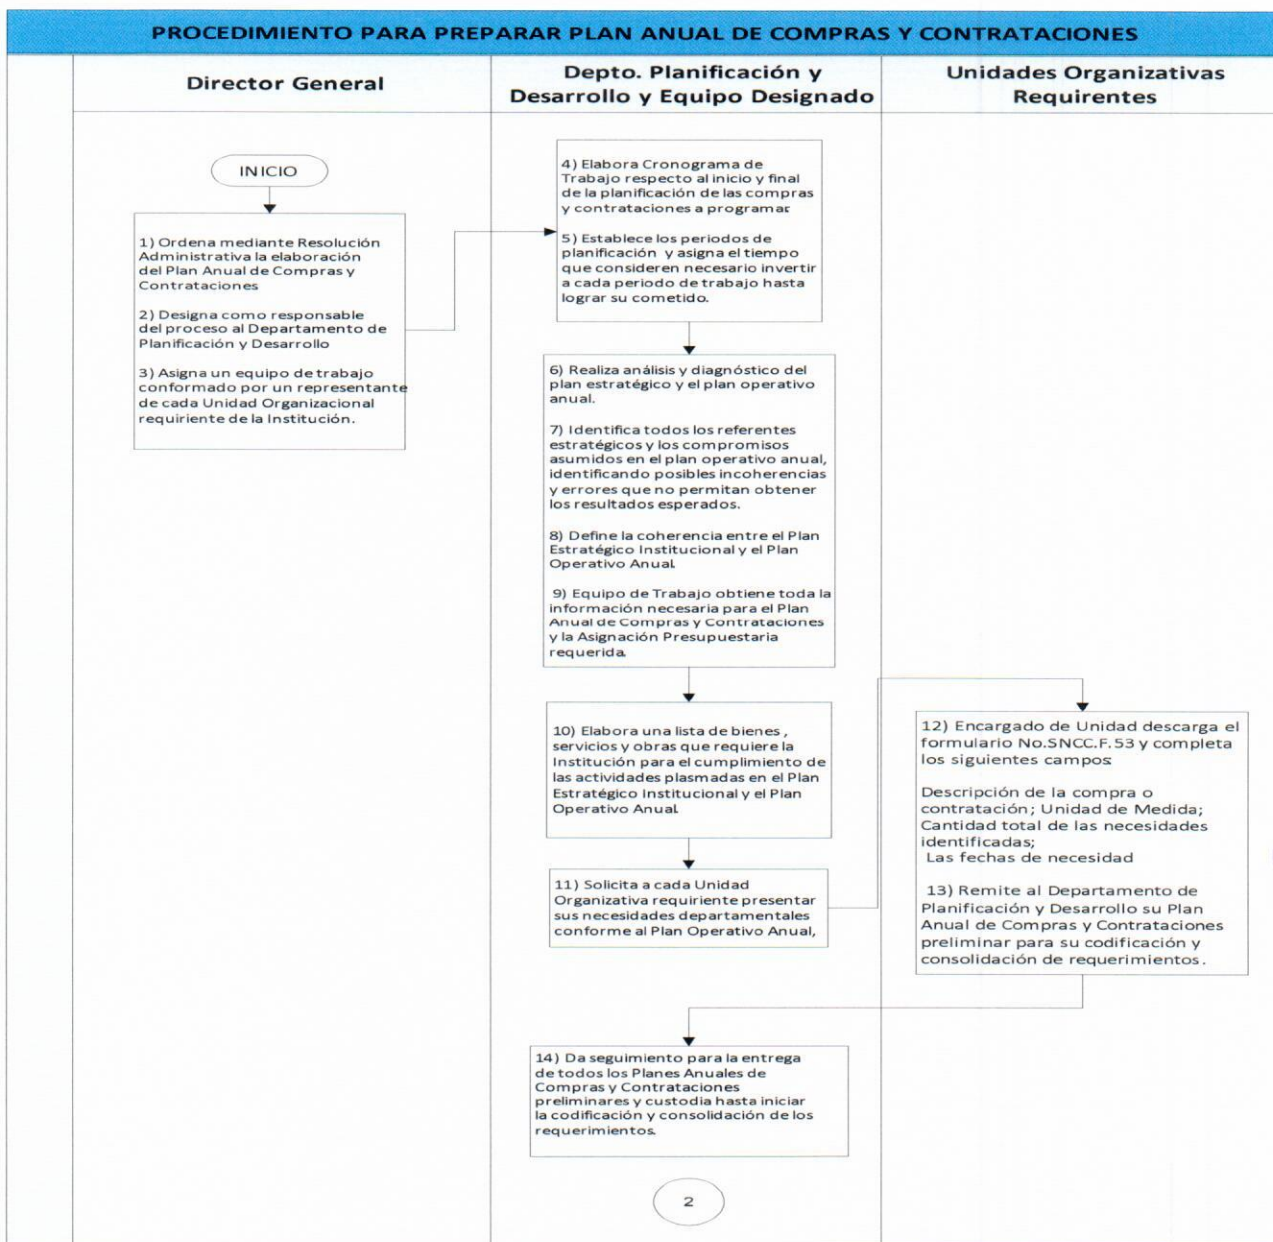 PROCEDIMIENTO PARA PREPARAR PLAN ANUAL DE COMPRAS Y CONTRATACIONES
Director General
Depto. Planificación y
Desarrollo y Equipo Designado
Unidades Organizativas
Requirentes
INICIO
1) Ordena mediante Resolución
Administrativa la elaboración
del Plan Anual de Compras y
Contrataciones
2) Designa como responsable
del proceso al Departamento de
Planificación y Desarrollo
3) Asigna un equipo de trabajo
conformado por un representante
de cada Unidad Organizacional
requiriente de la Institución.
4) Elabora Cronograma de
Trabajo respecto al inicio y final
de la planificación de las compras
y contrataciones a programar.
5) Establece los periodos de
planificación y asigna el tiempo
que consideren necesario invertir
a cada periodo de trabajo hasta
lograr su cometido.
6) Realiza análisis y diagnóstico del
plan estratégico y el plan operativo
anual.
7) Identifica todos los referentes
estratégicos y los compromisos
asumidos en el plan operativo anual,
identificando posibles incoherencias
y errores que no permitan obtener
los resultados esperados.
8) Define la coherencia entre el Plan
Estratégico Institucional y el Plan
Operativo Anual.
9) Equipo de Trabajo obtiene toda la
información necesaria para el Plan
Anual de Compras y Contrataciones
y la Asignación Presupuestaria
requerida.
10) Elabora una lista de bienes ,
servicios y obras que requiere la
Institución para el cumplimiento de
las actividades plasmadas en el Plan
Estratégico Institucional y el Plan
Operativo Anual.
11) Solicita a cada Unidad
Organizativa requiriente presentar
sus necesidades departamentales
conforme al Plan Operativo Anual,
12) Encargado de Unidad descarga el
formulario No.SNCC.F.53 y completa
los siguientes campos:
Descripción de la compra o
contratación; Unidad de Medida;
Cantidad total de las necesidades
identificadas;
Las fechas de necesidad
13) Remite al Departamento de
Planificación y Desarrollo su Plan
Anual de Compras y Contrataciones
preliminar para su codificación y
consolidación de requerimientos.
14) Da seguimiento para la entrega
de todos los Planes Anuales de
Compras y Contrataciones
preliminares y custodia hasta iniciar
la codificación y consolidación de los
requerimientos.
2